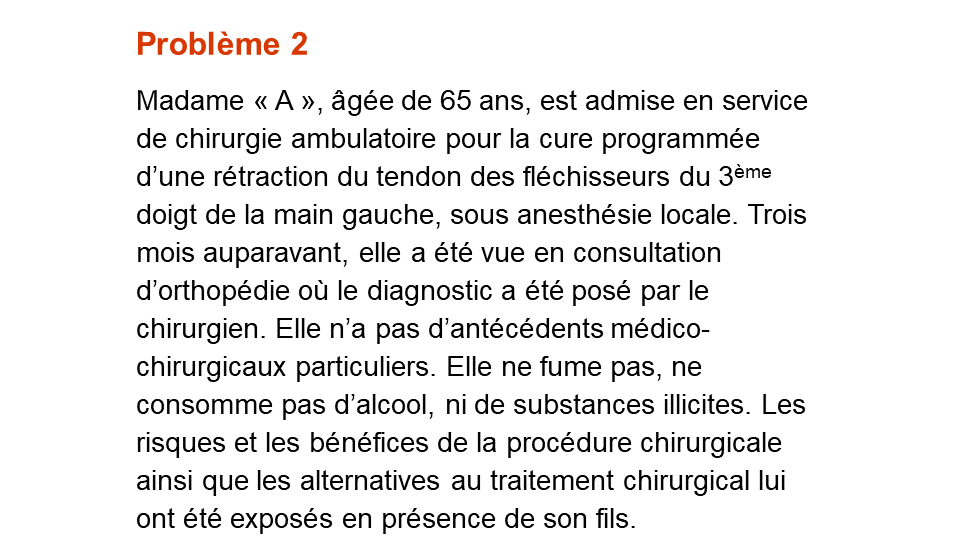 Problème 2
Madame « A », âgée de 65 ans, est admise en service
de chirurgie ambulatoire pour la cure programmée
d’une rétraction du tendon des fléchisseurs du 3ème
doigt de la main gauche, sous anesthésie locale. Trois
mois auparavant, elle a été vue en consultation
d’orthopédie où le diagnostic a été posé par le
chirurgien. Elle n’a pas d’antécédents médico-
chirurgicaux particuliers. Elle ne fume pas, ne
consomme pas d’alcool, ni de substances illicites. Les
risques et les bénéfices de la procédure chirurgicale
ainsi que les alternatives au traitement chirurgical lui
ont été exposés en présence de son fils.